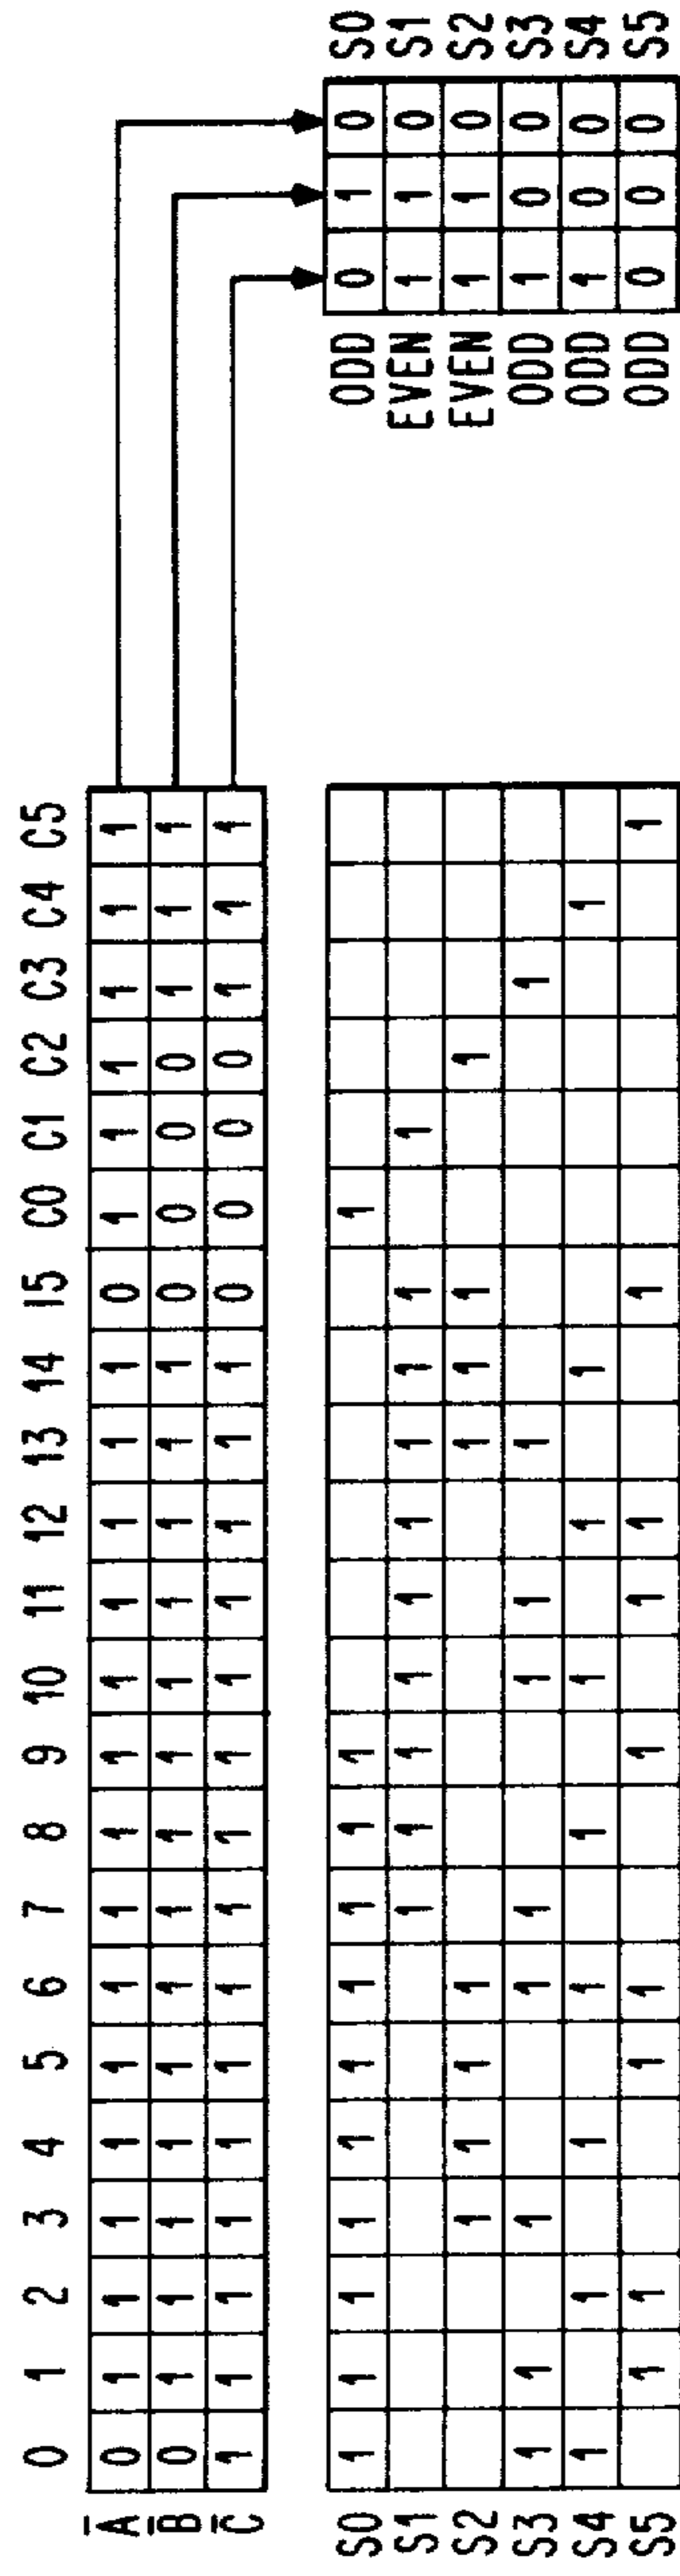 0 1 2 3 4 5 6 7 8 9 10 11 12 13 14 15 C0 C1 C2 C3 C4 C5
A̅ 0 1 1 1 1 1 1 1 1 1 1 1 1 1 1 0 1 1 1 1 1 1
B̅ 0 1 1 1 1 1 1 1 1 1 1 1 1 1 1 0 0 0 0 1 1 1
C̅ 1 1 1 1 1 1 1 1 1 1 1 1 1 1 1 0 0 0 0 1 1 1
S0 1 1 1 1 1 1 1 1 1 1 1
S1 1 1 1 1 1 1 1 1 1 1
S2 1 1 1 1 1 1 1 1
S3 1 1 1 1 1 1 1 1 1
S4 1 1 1 1 1 1 1 1 1
S5 1 1 1 1 1 1 1 1 1
ODD 0 1 0 S0
EVEN 1 1 0 S1
EVEN 1 1 0 S2
ODD 1 0 0 S3
ODD 1 0 0 S4
ODD 0 0 0 S5